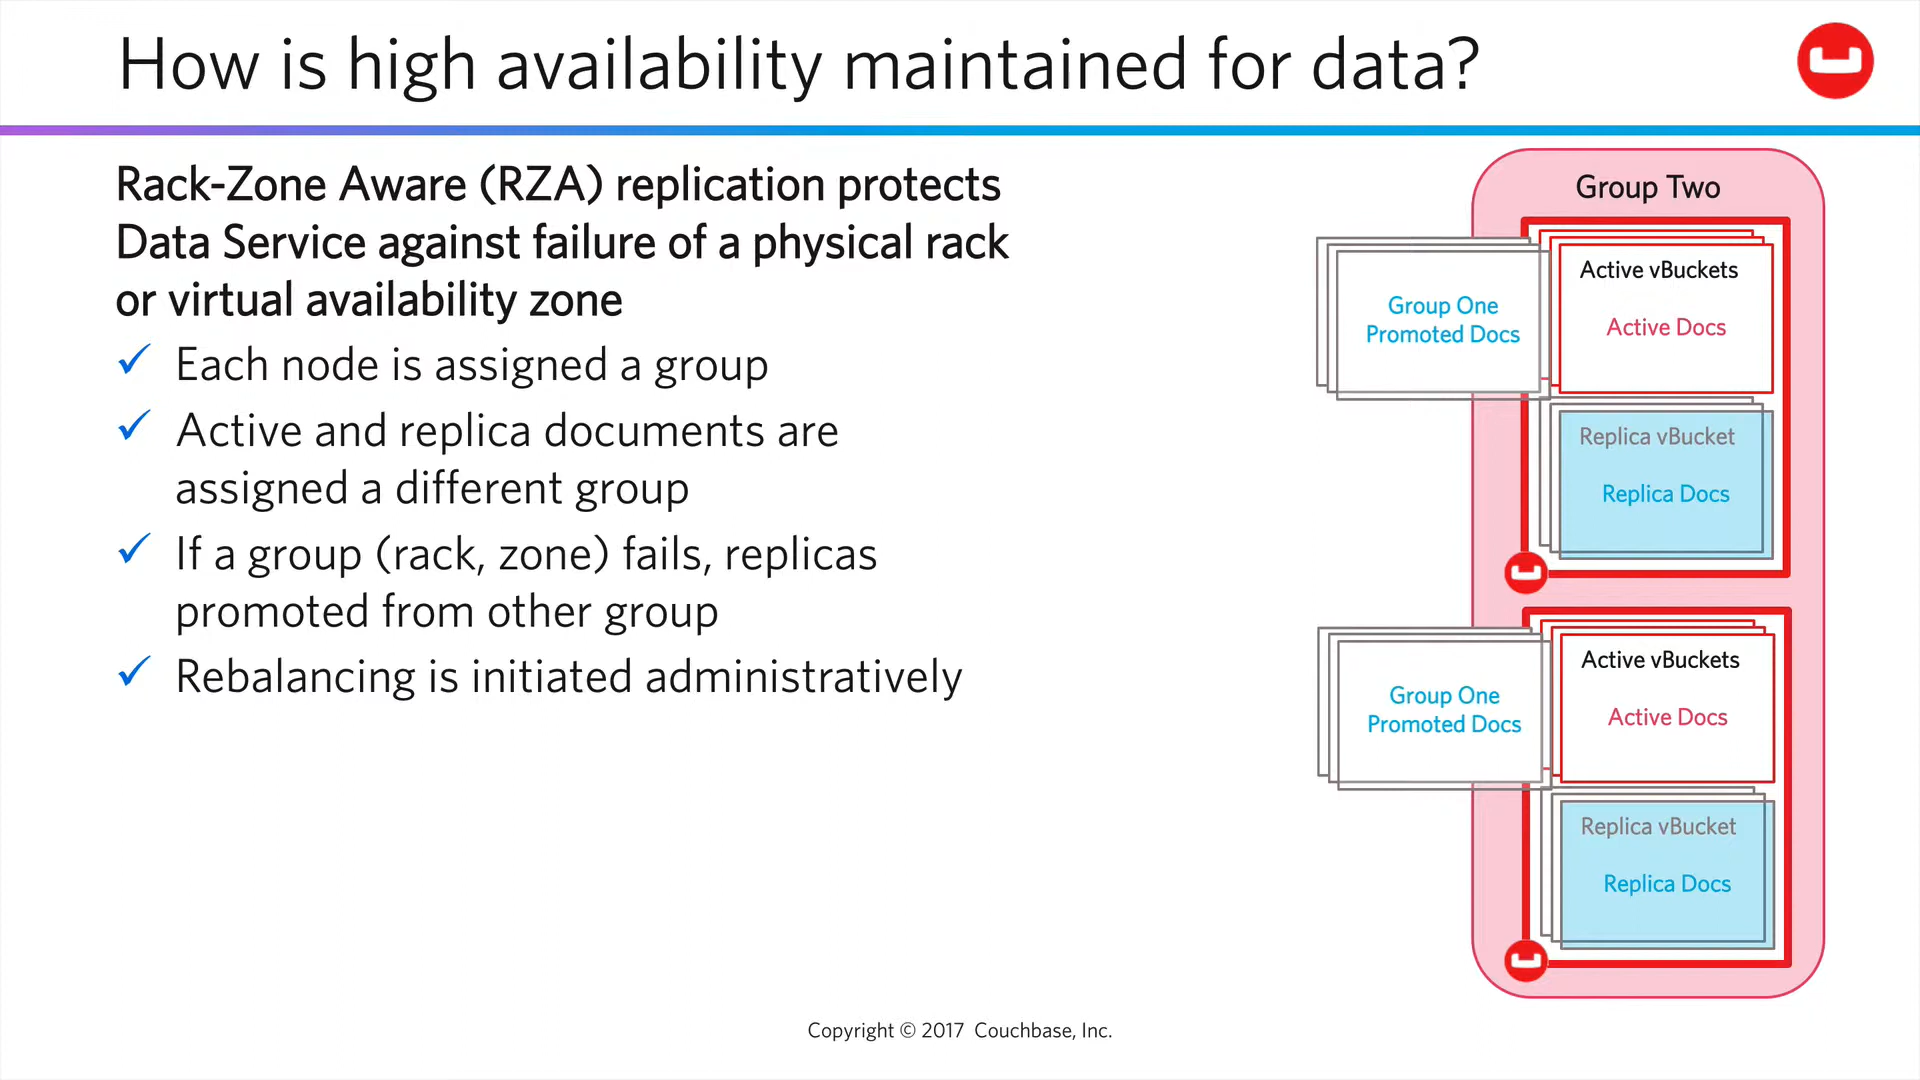 How is high availability maintained for data?
Rack-Zone Aware (RZA) replication protects
Data Service against failure of a physical rack
or virtual availability zone
Each node is assigned a group
Active and replica documents are
assigned a different group
If a group (rack, zone) fails, replicas
promoted from other group
Rebalancing is initiated administratively
Group Two
Group One
Promoted Docs
Active vBuckets
Active Docs
Replica vBucket
Replica Docs
Group One
Promoted Docs
Active vBuckets
Active Docs
Replica vBucket
Replica Docs
Copyright © 2017 Couchbase, Inc.